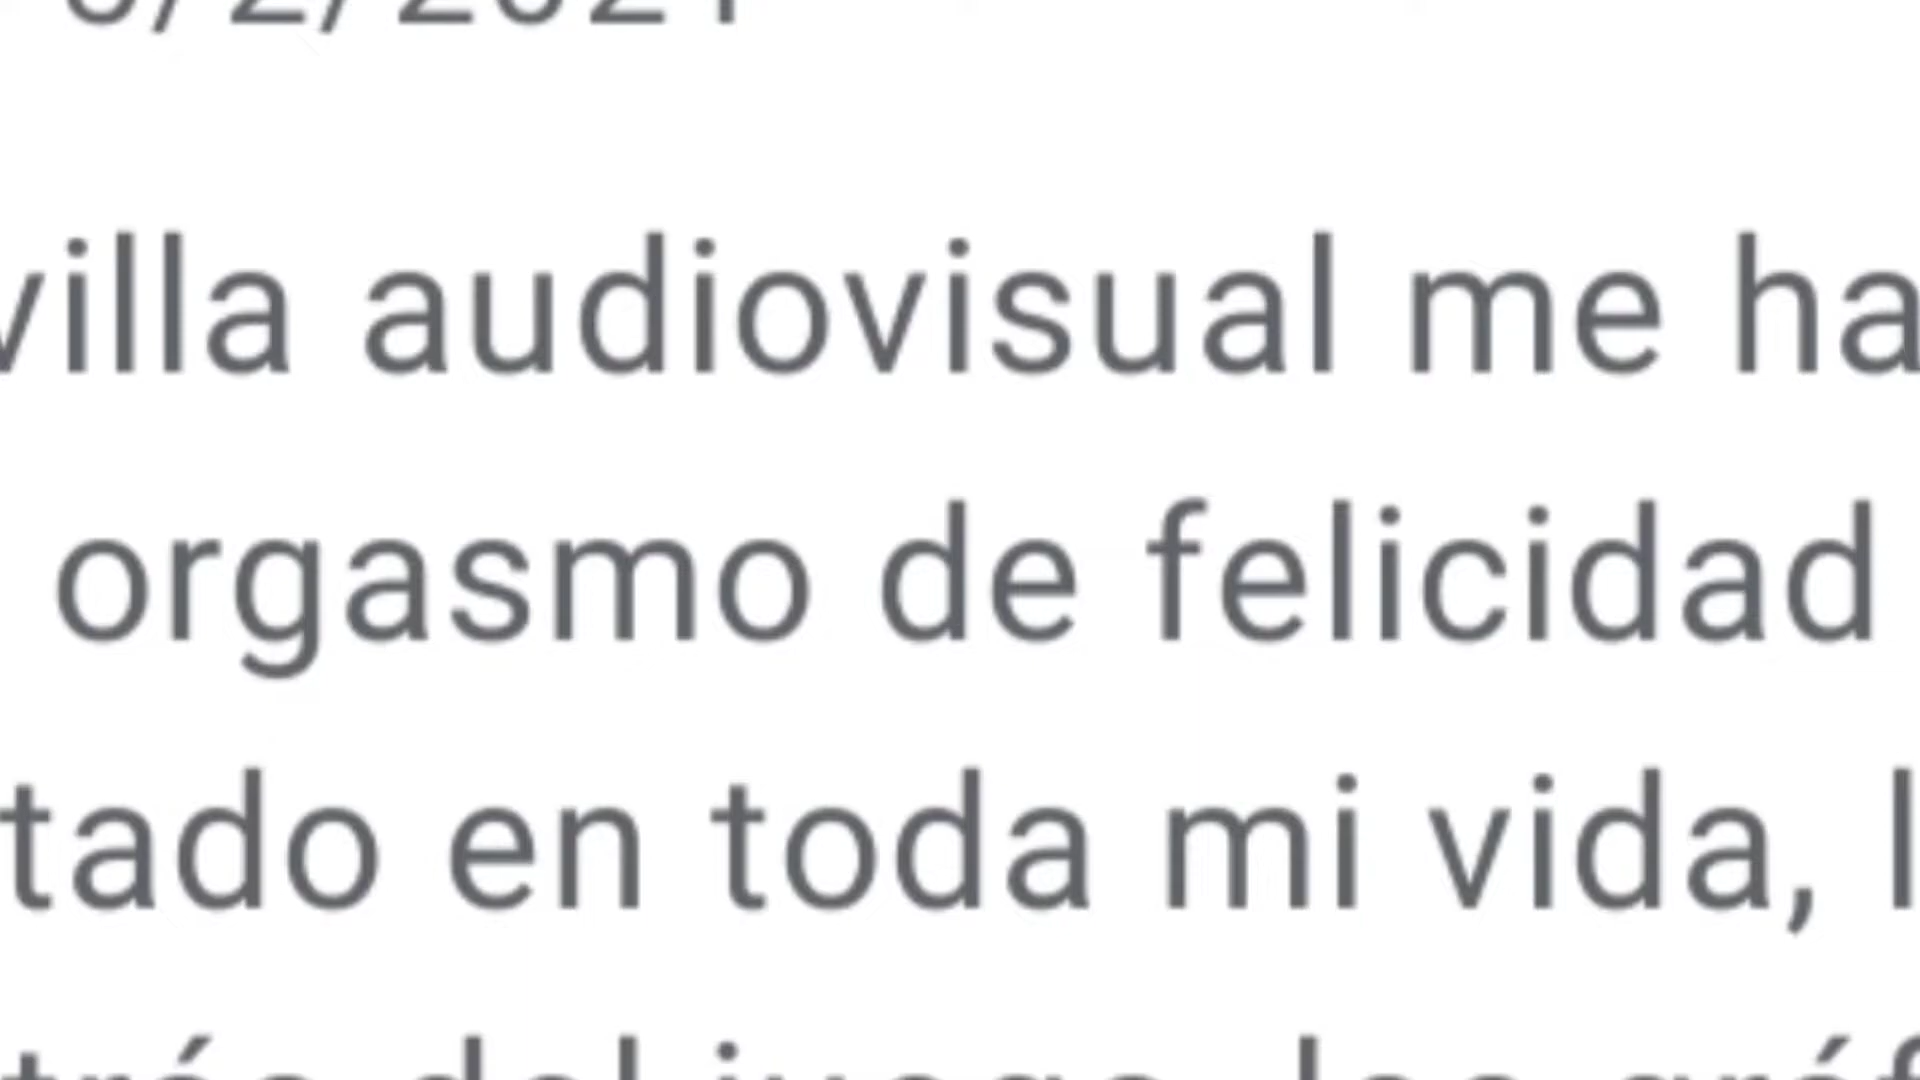 villa audiovisual me ha
orgasmo de felicidad
tado en toda mi vida, l